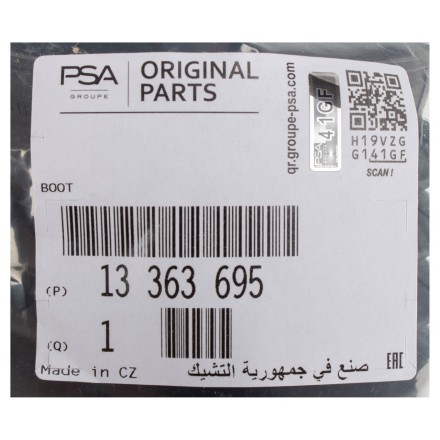 PSA
GROUPE
ORIGINAL
PARTS
qr.groupe-psa.com
PSA
41GF
H19VZG
G141GF
SCAN!
BOOT
(P) 13 363 695
(Q) 1
Made in CZ
صنع في جمهورية التشيك
EAC